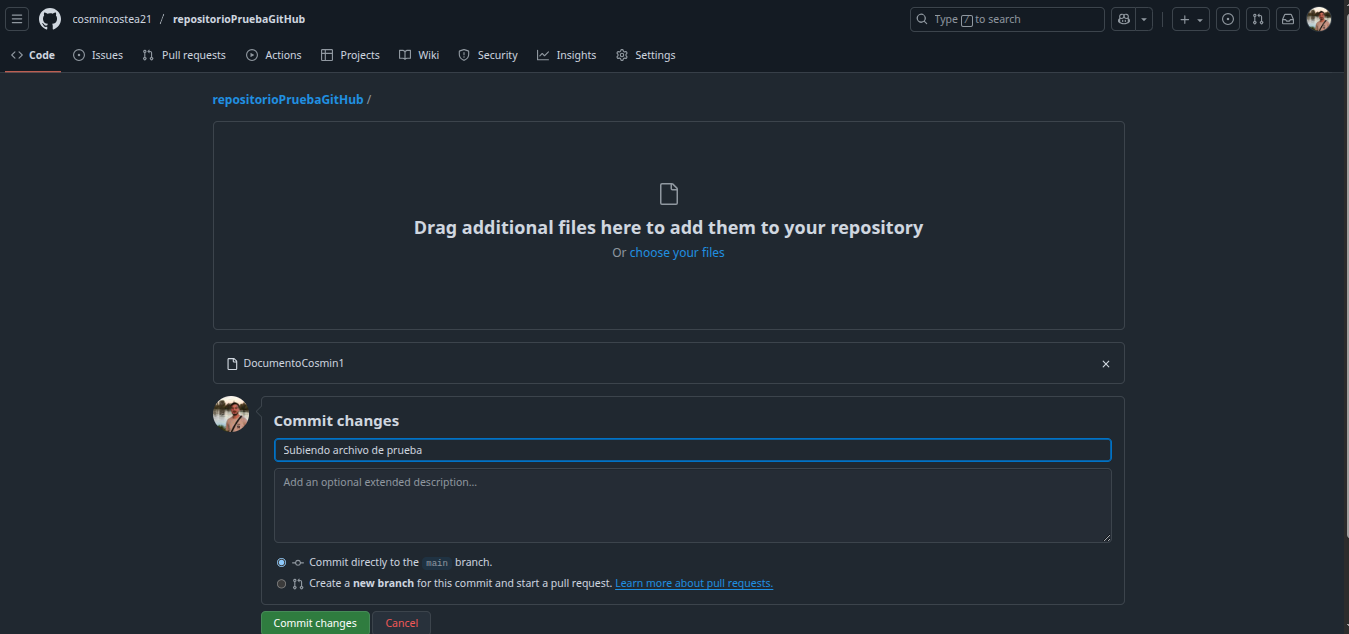 cosmincostea21 / repositorioPruebaGitHub
Type / to search
Code Issues Pull requests Actions Projects Wiki Security Insights Settings
repositorioPruebaGitHub /
Drag additional files here to add them to your repository
Or choose your files
DocumentoCosmin1
Commit changes
Subiendo archivo de prueba
Add an optional extended description...
Commit directly to the main branch.
Create a new branch for this commit and start a pull request. Learn more about pull requests.
Commit changes Cancel